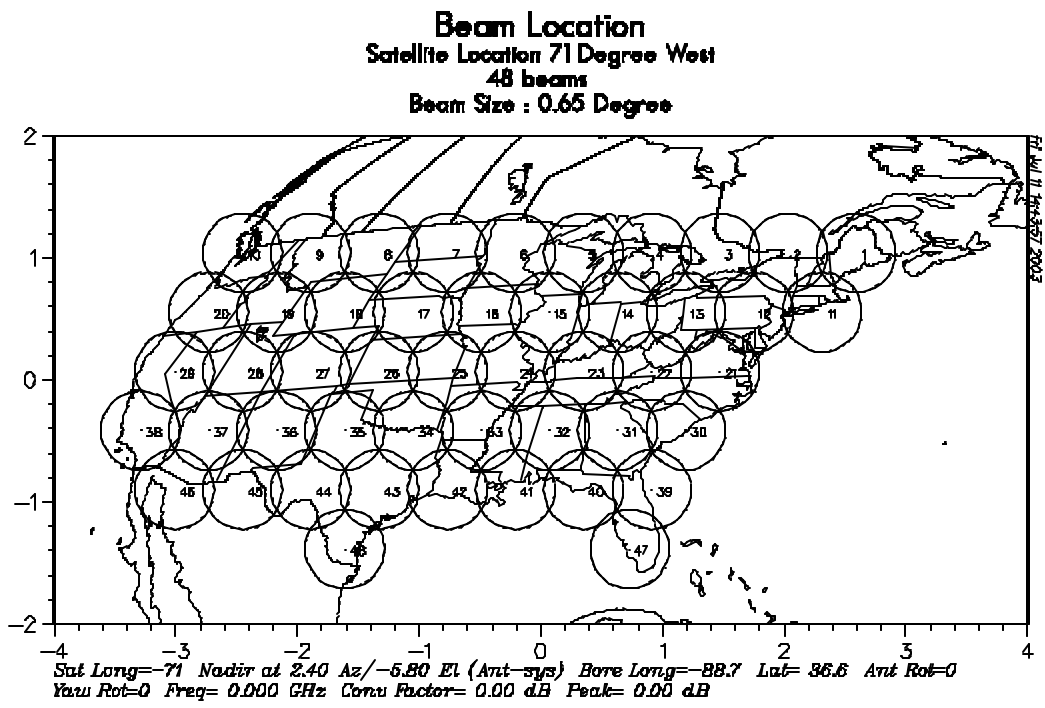 Beam Location
Satellite Location 71 Degree West
48 beams
Beam Size : 0.65 Degree
2
1
0
-1
-2
10 9 8 7 6 5 4 3 2 1
20 19 18 17 16 15 14 13 12 11
29 28 27 26 25 24 23 22 21
38 37 36 35 34 33 32 31 30
46 45 44 43 42 41 40 39
48 47
-4 -3 -2 -1 0 1 2 3 4
Sat Long=-71 Nadir at 2.40 Az/-5.80 El (Ant-sys) Bore Long=-88.7 Lat= 36.6 Ant Rot=0
Yaw Rot=0 Freq= 0.000 GHz Conv Factor= 0.00 dB Peak= 0.00 dB
2003